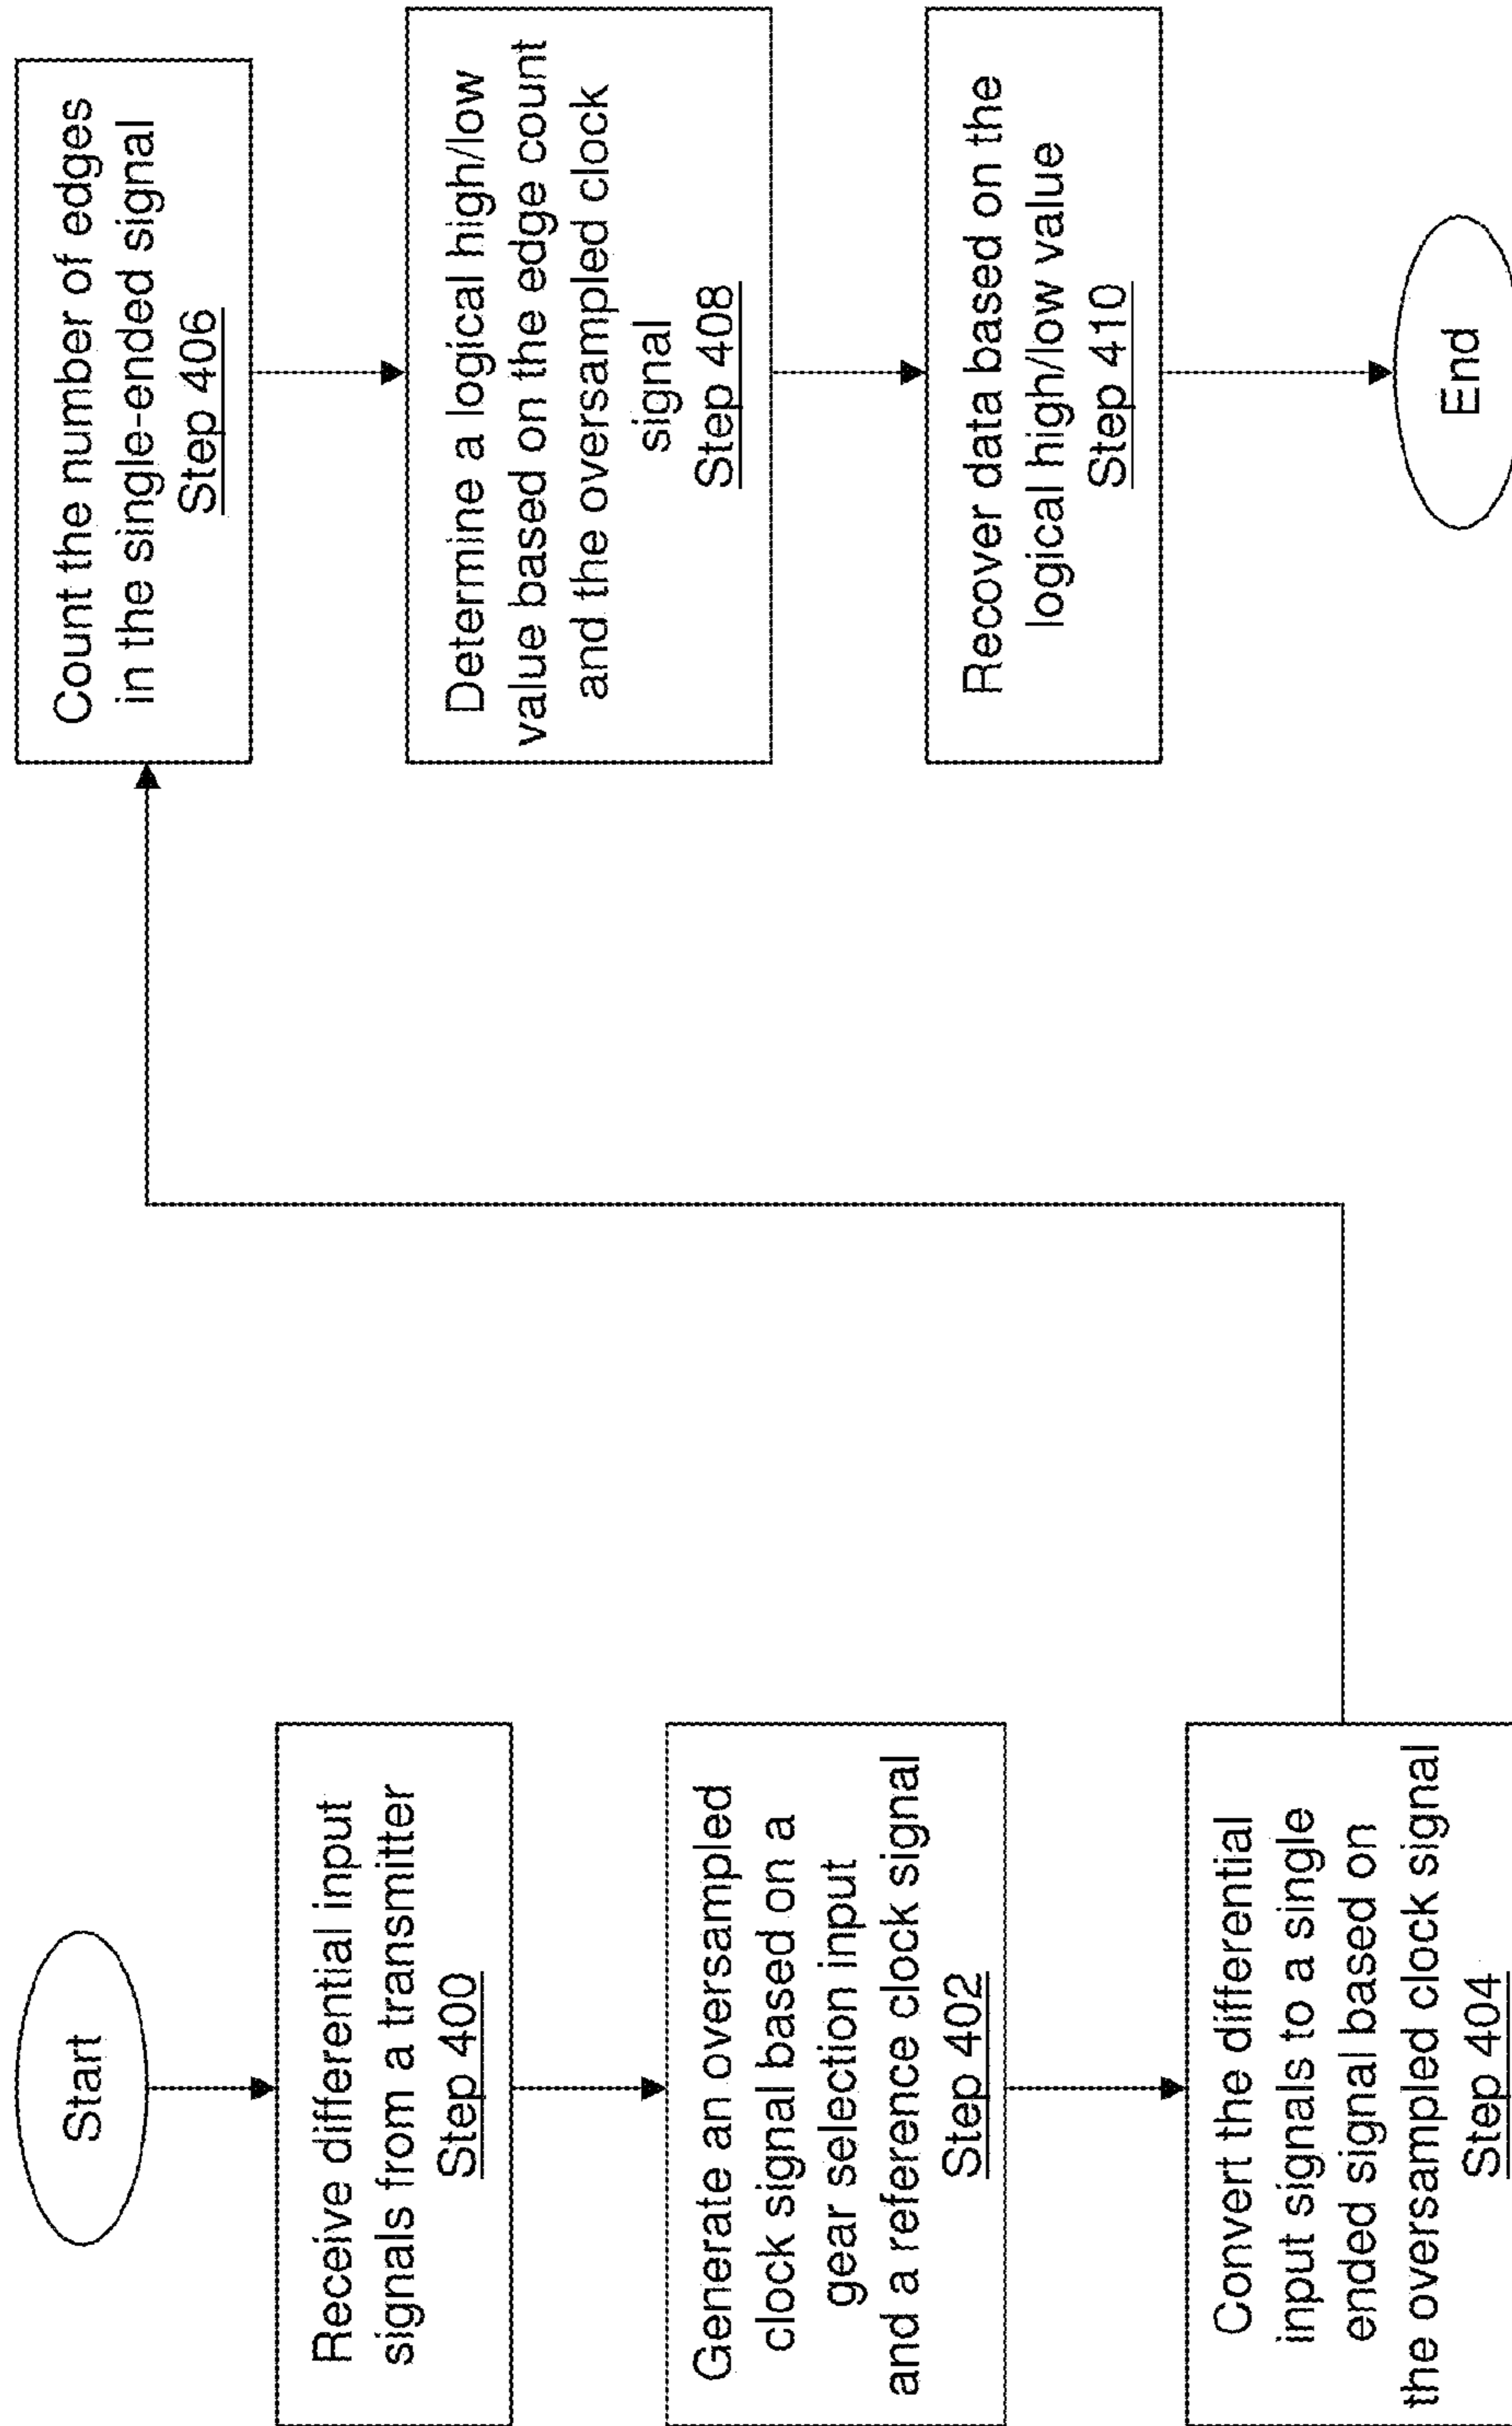 Start
Receive differential input
signals from a transmitter
Step 400
Generate an oversampled
clock signal based on a
gear selection input
and a reference clock signal
Step 402
Convert the differential
input signals to a single
ended signal based on
the oversampled clock signal
Step 404
Count the number of edges
in the single-ended signal
Step 406
Determine a logical high/low
value based on the edge count
and the oversampled clock
signal
Step 408
Recover data based on the
logical high/low value
Step 410
End